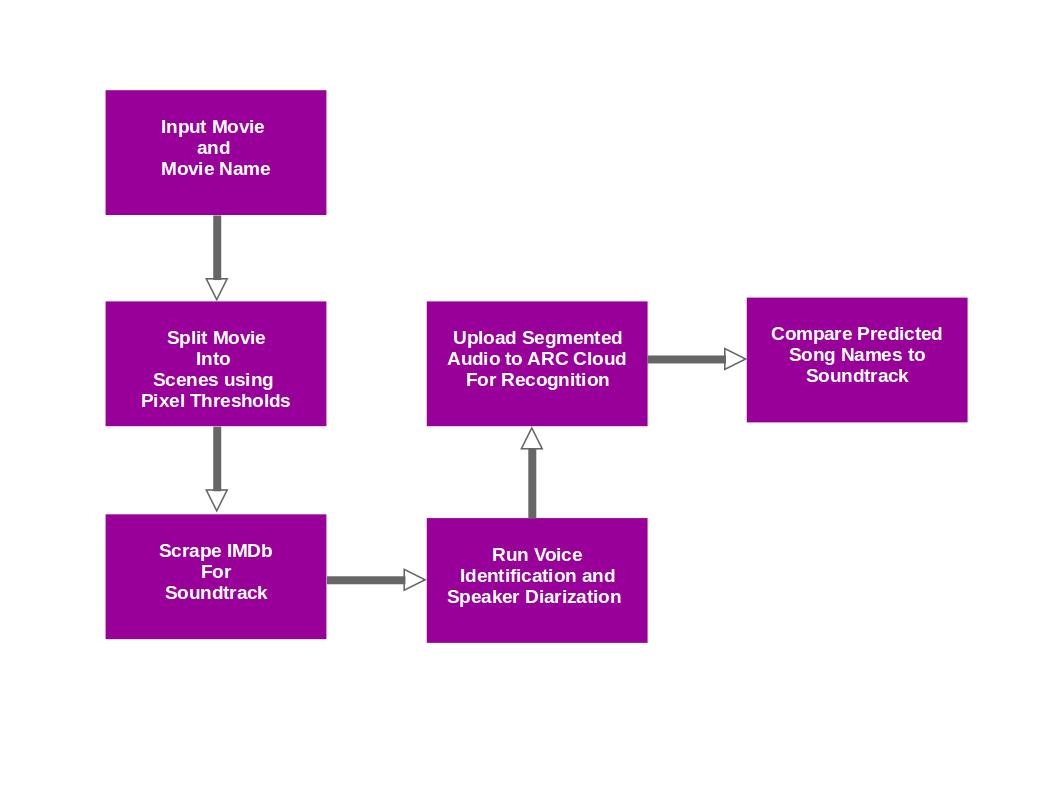 Input Movie
and
Movie Name
Split Movie
Into
Scenes using
Pixel Thresholds
Scrape IMDb
For
Soundtrack
Run Voice
Identification and
Speaker Diarization
Upload Segmented
Audio to ARC Cloud
For Recognition
Compare Predicted
Song Names to
Soundtrack